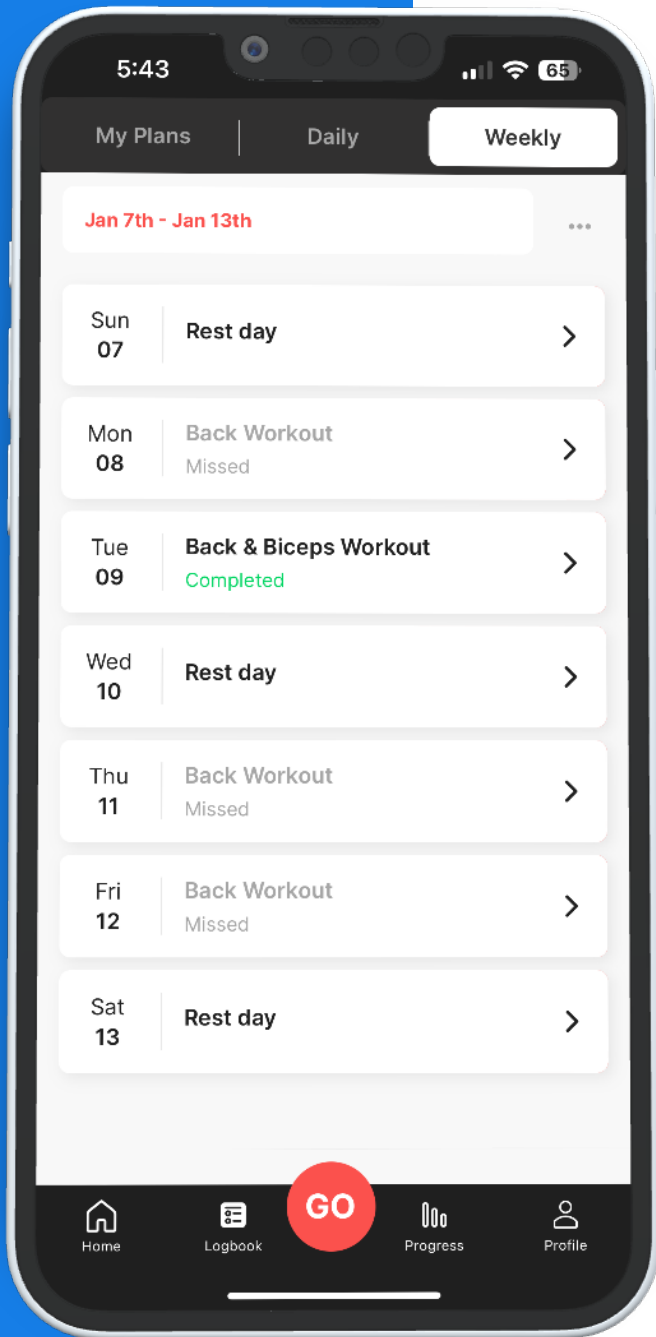 5:43
65
My Plans
Daily
Weekly
Jan 7th - Jan 13th
Sun
07
Rest day
Mon
08
Back Workout
Missed
Tue
09
Back & Biceps Workout
Completed
Wed
10
Rest day
Thu
11
Back Workout
Missed
Fri
12
Back Workout
Missed
Sat
13
Rest day
GO
Home
Logbook
Progress
Profile